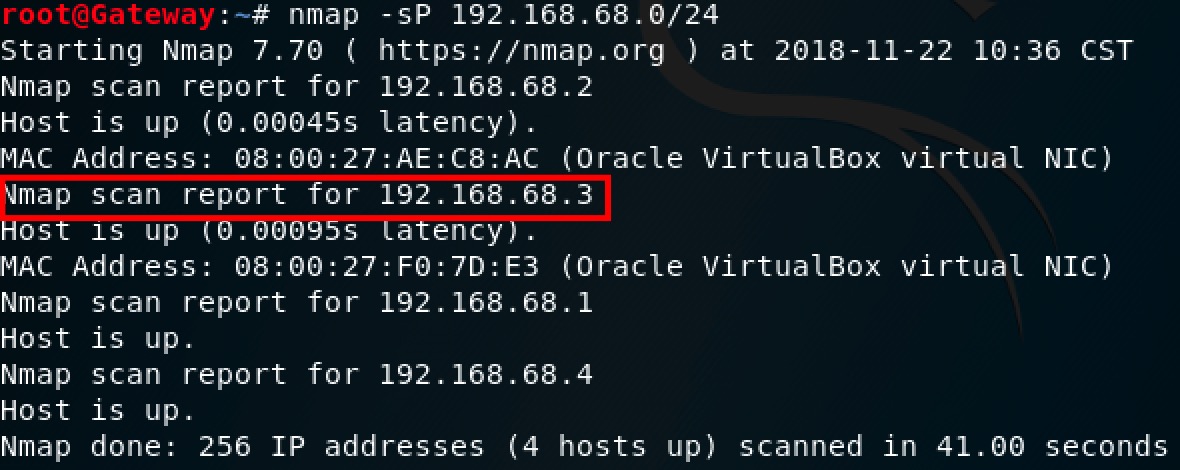 root@Gateway:~# nmap -sP 192.168.68.0/24
Starting Nmap 7.70 ( https://nmap.org ) at 2018-11-22 10:36 CST
Nmap scan report for 192.168.68.2
Host is up (0.00045s latency).
MAC Address: 08:00:27:AE:C8:AC (Oracle VirtualBox virtual NIC)
Nmap scan report for 192.168.68.3
Host is up (0.00095s latency).
MAC Address: 08:00:27:F0:7D:E3 (Oracle VirtualBox virtual NIC)
Nmap scan report for 192.168.68.1
Host is up.
Nmap scan report for 192.168.68.4
Host is up.
Nmap done: 256 IP addresses (4 hosts up) scanned in 41.00 seconds